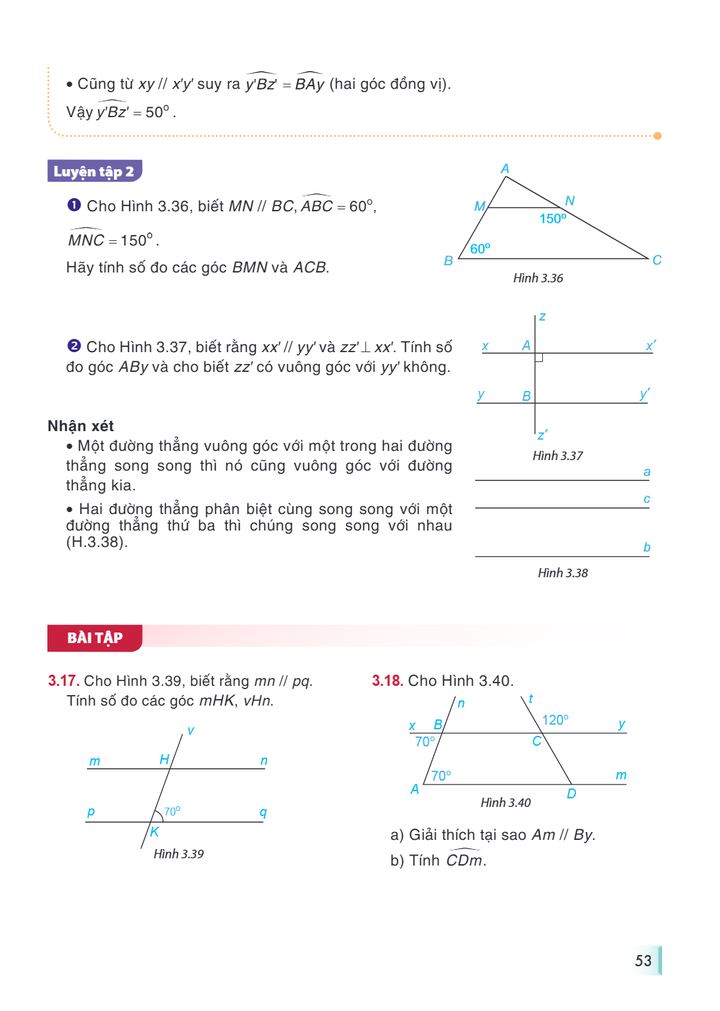 • Cũng từ xy // x'y' suy ra y'Bz' = BAy (hai góc đồng vị).
Vậy y'Bz' = 50°.
Luyện tập 2
❶ Cho Hình 3.36, biết MN // BC, ABC = 60°,
MNC = 150°.
Hãy tính số đo các góc BMN và ACB.
A
M
N
150°
60°
B
C
Hình 3.36
❷ Cho Hình 3.37, biết rằng xx' // yy' và zz' ⊥ xx'. Tính số
đo góc ABy và cho biết zz' có vuông góc với yy' không.
z
x
A
x'
y
B
y'
z'
Hình 3.37
Nhận xét
• Một đường thẳng vuông góc với một trong hai đường
thẳng song song thì nó cũng vuông góc với đường
thẳng kia.
• Hai đường thẳng phân biệt cùng song song với một
đường thẳng thứ ba thì chúng song song với nhau
(H.3.38).
a
c
b
Hình 3.38
BÀI TẬP
3.17. Cho Hình 3.39, biết rằng mn // pq.
Tính số đo các góc mHK, vHn.
v
m
H
n
p
70°
q
K
Hình 3.39
3.18. Cho Hình 3.40.
n
t
x
B
120°
y
70°
C
70°
m
A
D
Hình 3.40
a) Giải thích tại sao Am // By.
b) Tính CDm.
53